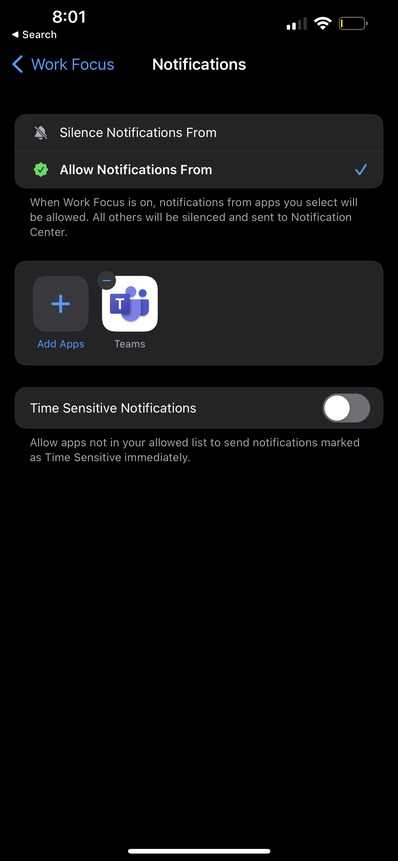 8:01
◀ Search
Work Focus
Notifications
Silence Notifications From
Allow Notifications From
When Work Focus is on, notifications from apps you select will
be allowed. All others will be silenced and sent to Notification
Center.
T
Add Apps
Teams
Time Sensitive Notifications
Allow apps not in your allowed list to send notifications marked
as Time Sensitive immediately.